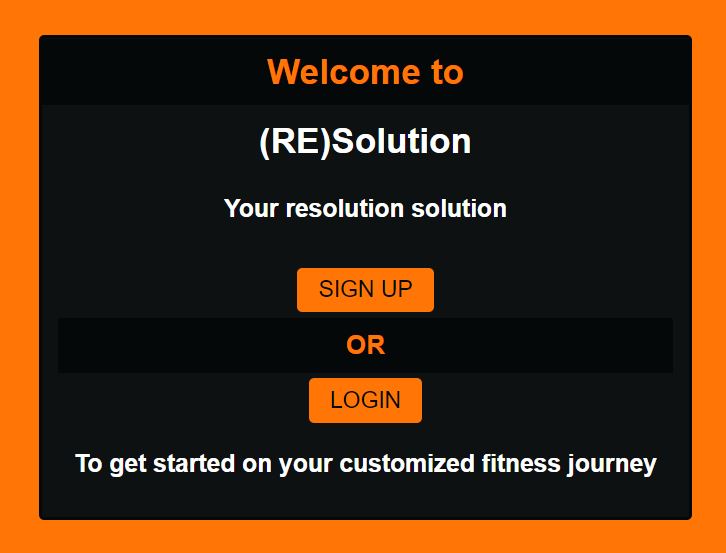 Welcome to
(RE)Solution
Your resolution solution
SIGN UP
OR
LOGIN
To get started on your customized fitness journey